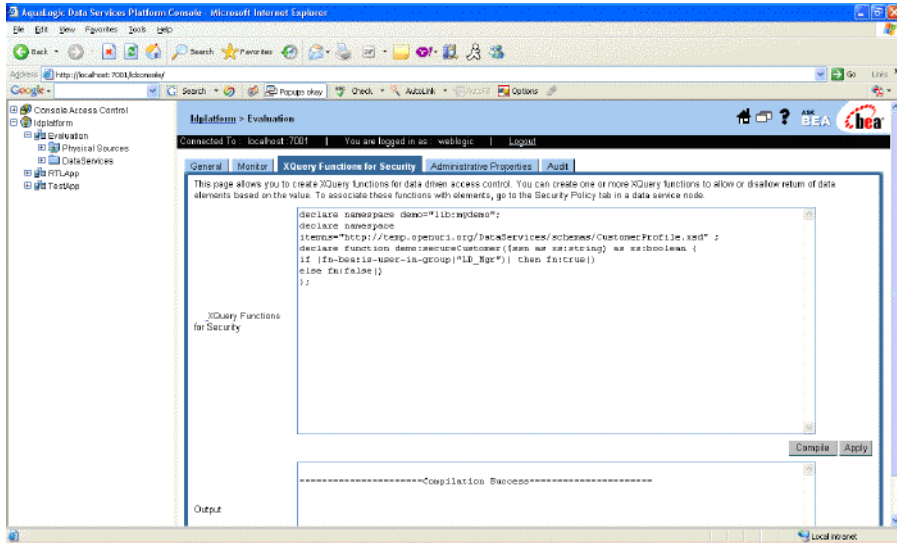 AquaLogic Data Services Platform Console - Microsoft Internet Explorer
File Edit View Favorites Tools Help
Back Search Favorites
Address http://localhost:7001/ldconsole/ Go Links
Google Search Popups okay Check AutoLink AutoFill Options
Console Access Control
ldplatform
Evaluation
Physical Sources
DataServices
RTLApp
TestApp
ldplatform > Evaluation
ASK BEA bea
Connected To : localhost :7001 | You are logged in as : weblogic | Logout
General Monitor XQuery Functions for Security Administrative Properties Audit
This page allows you to create XQuery functions for data driven access control. You can create one or more XQuery functions to allow or disallow return of data
elements based on the value. To associate these functions with elements, go to the Security Policy tab in a data service node.
declare namespace demo="lib:mydemo";
declare namespace
itemns="http://temp.openuri.org/DataServices/schemas/CustomerProfile.xsd" ;
declare function demo:secureCustomer($ssn as xs:string) as xs:boolean {
if (fn-bea:is-user-in-group("LD_Mgr")) then fn:true()
else fn:false()
};
XQuery Functions
for Security
Compile Apply
=======================Compilation Success=======================
Output
Local intranet